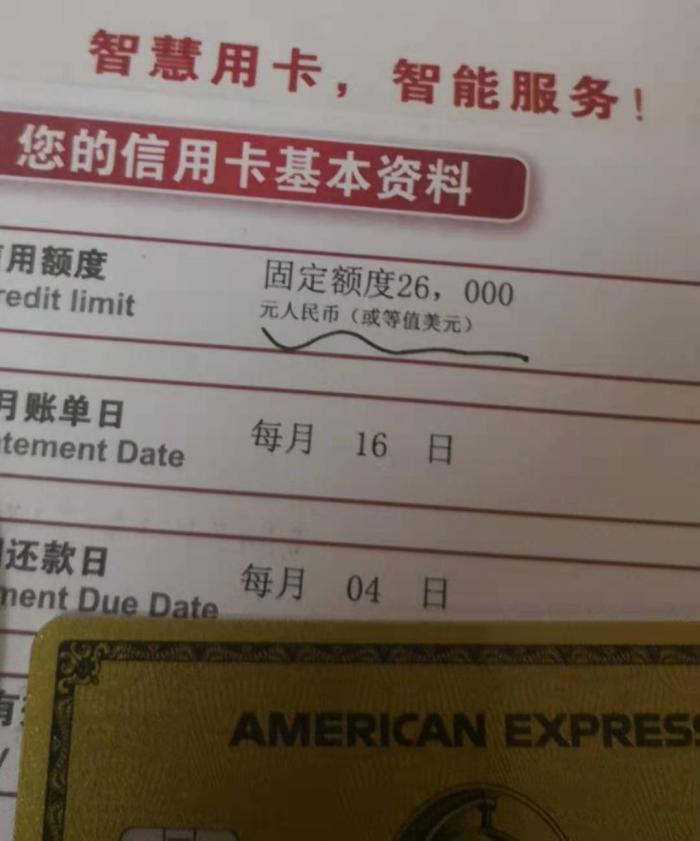 智慧用卡，智能服务！
您的信用卡基本资料
用额度
redit limit
固定额度26，000
元人民币（或等值美元）
月账单日
tement Date
每月 16 日
还款日
ment Due Date
每月 04 日
有
AMERICAN EXPRESS